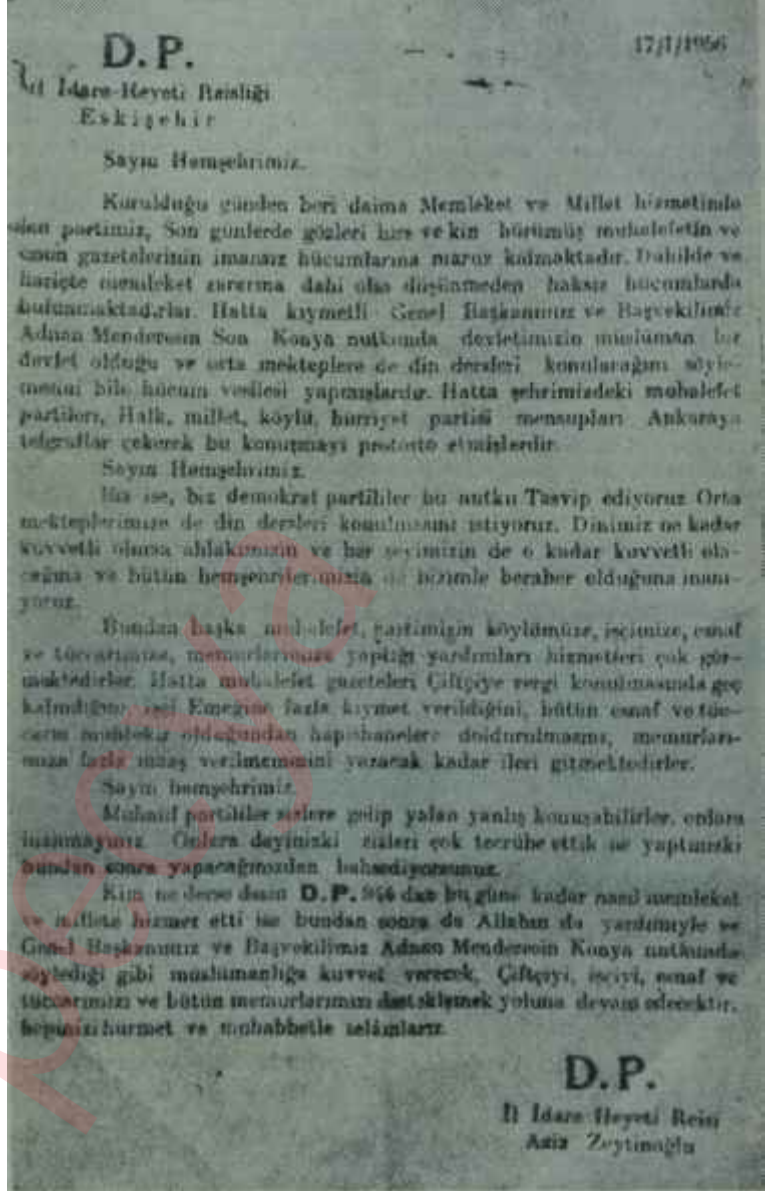 D.P.
17/1/1956
İl İdare Heyeti Reisliği
Eskişehir
Sayın Hemşehrimiz.
Kurulduğu günden beri daima Memleket ve Millet hizmetinde
olan partimiz, Son günlerde gözleri hırs ve kin bürümüş muhalefetin ve
onun gazetelerinin imansız hücumlarına maruz kalmaktadır. Dahilde ve
hariçte memleket zararına dahi olsa düşünmeden haksız hücumlarda
bulunmaktadırlar. Hatta kıymetli Genel Başkanımız ve Başvekilimiz
Adnan Menderesin Son Konya nutkunda devletimizin müslüman bir
devlet olduğu ve orta mekteplere de din dersleri konulacağını söyle-
mesini bile hücum vesilesi yapmışlardır. Hatta şehrimizdeki muhalefet
partileri, Halk, millet, köylü, hürriyet partisi mensupları Ankaraya
telgraflar çekerek bu konuşmayı protesto etmişlerdir.
Sayın Hemşehrimiz.
Biz ise, biz demokrat partililer bu nutku Tasvip ediyoruz Orta
mekteplerimize de din dersleri konulmasını istiyoruz. Dinimiz ne kadar
kuvvetli olursa ahlakımızın ve her şeyimizin de o kadar kuvvetli ola-
cağına ve bütün hemşehrilerimizin de bizimle beraber olduğuna inanı-
yoruz.
Bundan başka muhalefet, partimizin köylümüze, işçimize, esnaf
ve tüccarımıza, memurlarımıza yaptığı yardımları hizmetleri çok gör-
mektedirler. Hatta muhalefet gazeteleri Çiftçiye vergi konulmasında geç
kalındığını, işçi Emeğine fazla kıymet verildiğini, bütün esnaf ve tüc-
carın muhtekir olduğundan hapishanelere doldurulmasını, memurları-
mıza fazla maaş verilmemesini yazacak kadar ileri gitmektedirler.
Sayın hemşehrimiz.
Muhalif partililer sizlere gelip yalan yanlış konuşabilirler, onlara
inanmayınız. Onlara deyinizki sizleri çok tecrübe ettik ne yaptınızki
bundan sonra yapacağınızdan bahsediyorsunuz.
Kim ne derse desin D.P. 946 dan bu güne kadar nasıl memleket
ve millete hizmet etti ise bundan sonra da Allahın da yardımiyle ve
Genel Başkanımız ve Başvekilimiz Adnan Menderesin Konya nutkunda
söylediği gibi müslümanlığa kuvvet verecek, Çiftçiyi, işçiyi, esnaf ve
tüccarımızı ve bütün memurlarımızı desteklemek yoluna devam edecektir.
hepinizi hürmet ve muhabbetle selâmlarız
D.P.
İl İdare Heyeti Reisi
Aziz Zeytinoğlu
peçya